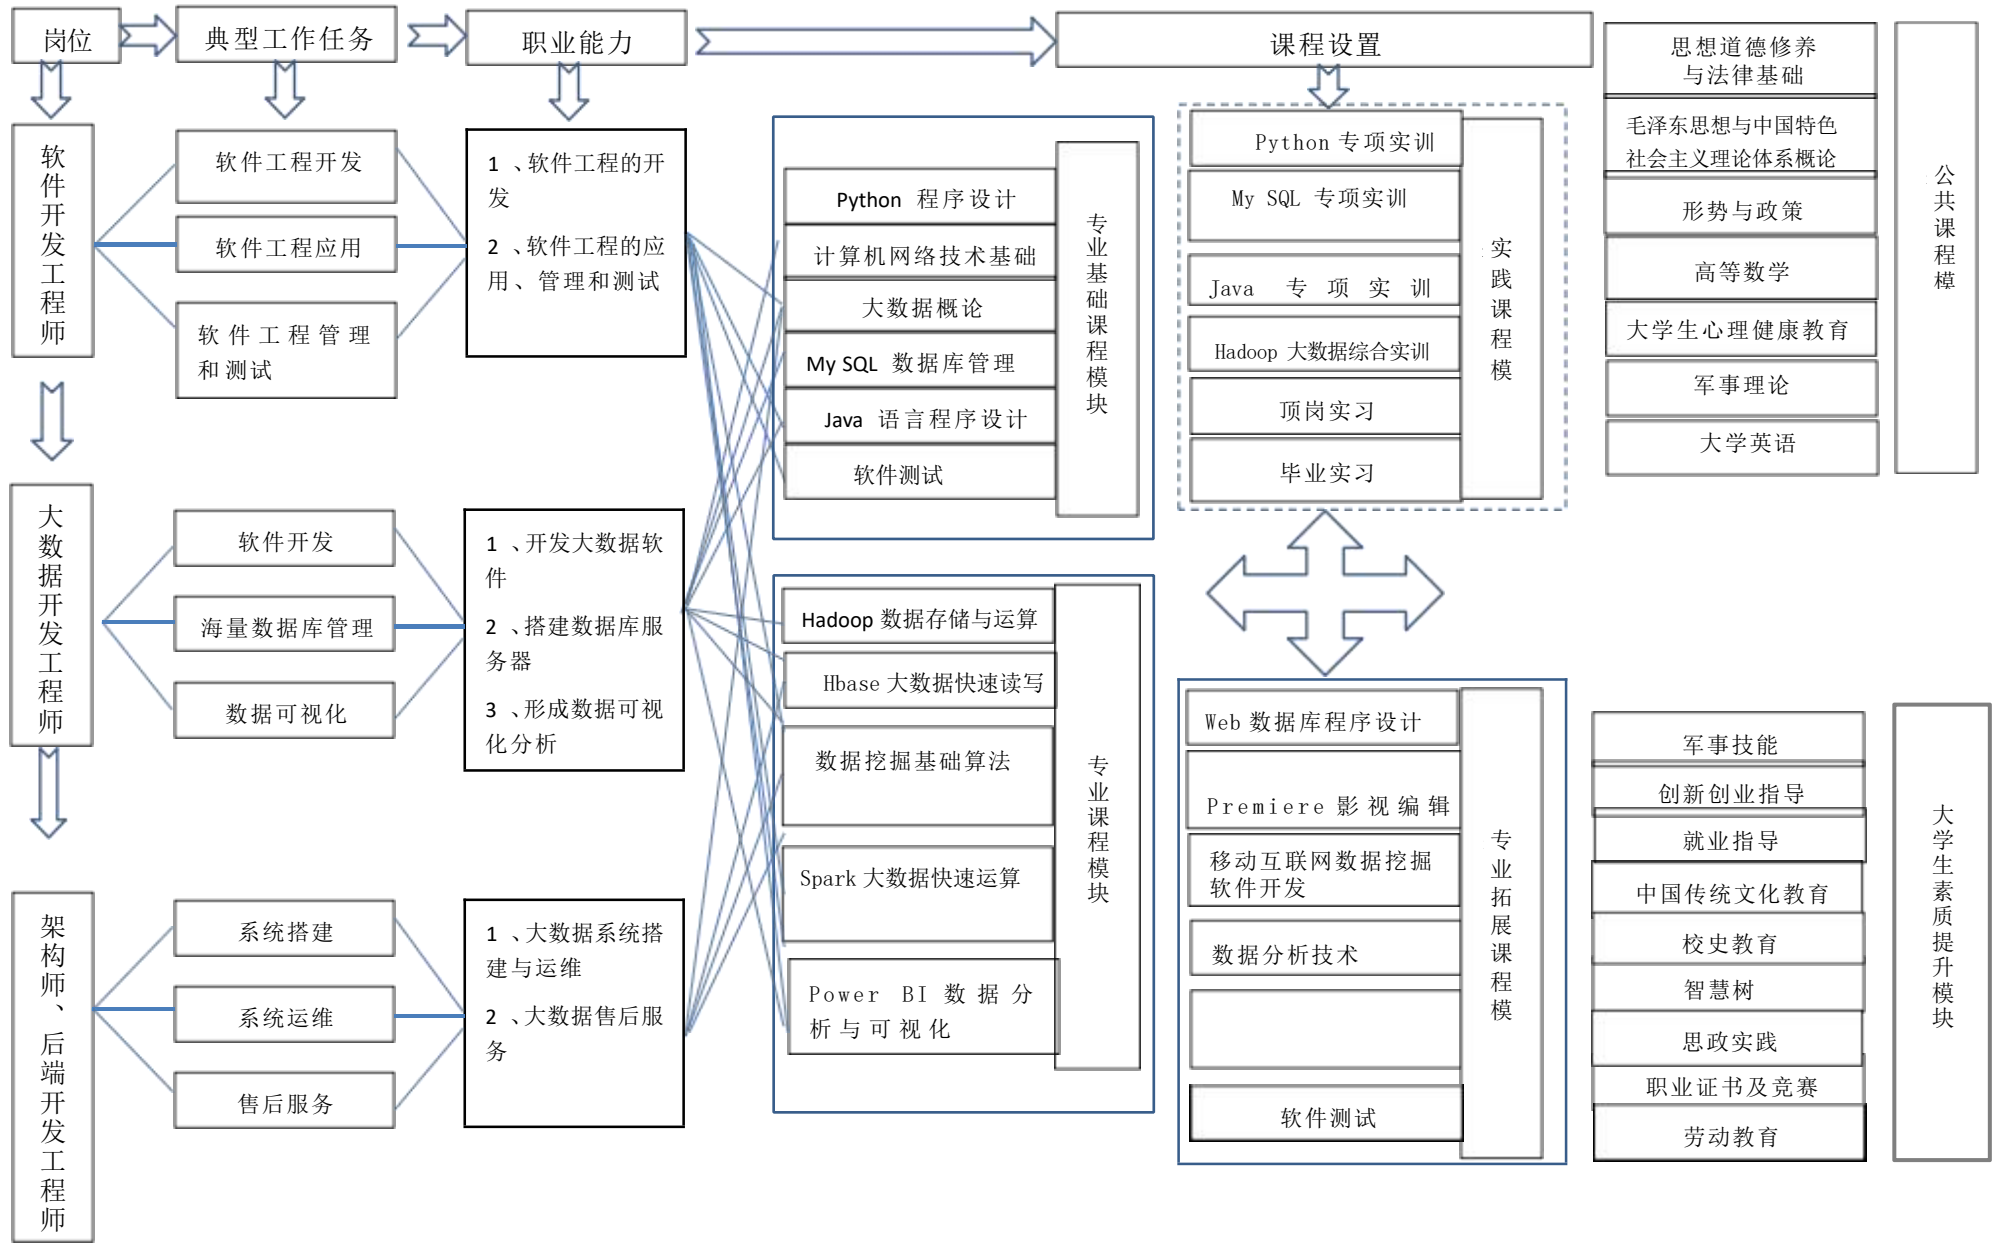 岗位
典型工作任务
职业能力
课程设置
软件开发工程师
软件工程开发
软件工程应用
软件工程管理
和测试
1 、软件工程的开
发
2 、软件工程的应
用、管理和测试
大数据开发工程师
软件开发
海量数据库管理
数据可视化
1 、开发大数据软
件
2 、搭建数据库服
务器
3 、形成数据可视
化分析
架构师、后端开发工程师
系统搭建
系统运维
售后服务
1 、大数据系统搭
建与运维
2 、大数据售后服
务
Python 程序设计
计算机网络技术基础
大数据概论
My SQL 数据库管理
Java 语言程序设计
软件测试
专业基础课程模块
Hadoop 数据存储与运算
Hbase 大数据快速读写
数据挖掘基础算法
Spark 大数据快速运算
Power BI 数据分
析与可视化
专业课程模块
Python 专项实训
My SQL 专项实训
Java 专项实训
Hadoop 大数据综合实训
顶岗实习
毕业实习
实践课程模
Web 数据库程序设计
Premiere 影视编辑
移动互联网数据挖掘
软件开发
数据分析技术
软件测试
专业拓展课程模
思想道德修养
与法律基础
毛泽东思想与中国特色
社会主义理论体系概论
形势与政策
高等数学
大学生心理健康教育
军事理论
大学英语
公共课程模
军事技能
创新创业指导
就业指导
中国传统文化教育
校史教育
智慧树
思政实践
职业证书及竞赛
劳动教育
大学生素质提升模块